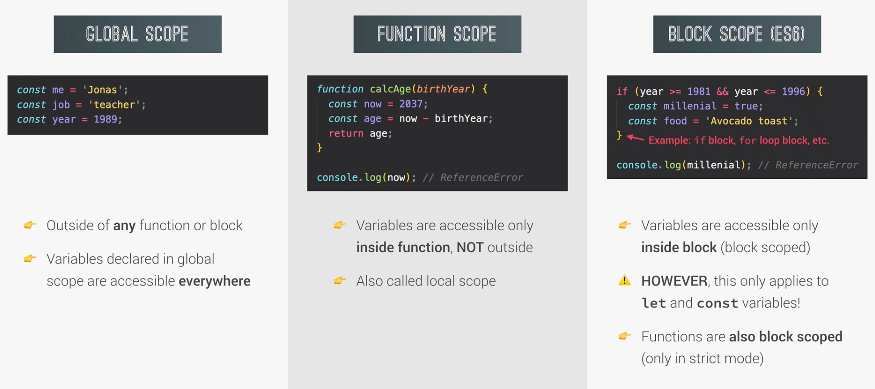 GLOBAL SCOPE
const me = 'Jonas';
const job = 'teacher';
const year = 1989;
👉 Outside of any function or block
👉 Variables declared in global
scope are accessible everywhere
FUNCTION SCOPE
function calcAge(birthYear) {
const now = 2037;
const age = now − birthYear;
return age;
}
console.log(now); // ReferenceError
👉 Variables are accessible only
inside function, NOT outside
👉 Also called local scope
BLOCK SCOPE (ES6)
if (year >= 1981 && year <= 1996) {
const millenial = true;
const food = 'Avocado toast';
} Example: if block, for loop block, etc.
console.log(millenial); // ReferenceError
👉 Variables are accessible only
inside block (block scoped)
⚠️ HOWEVER, this only applies to
let and const variables!
👉 Functions are also block scoped
(only in strict mode)